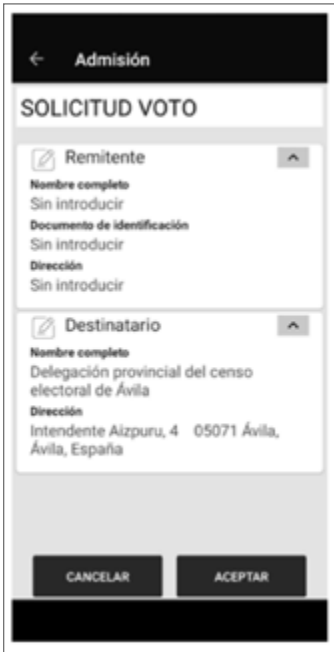 Admisión
SOLICITUD VOTO
Remitente
Nombre completo
Sin introducir
Documento de identificación
Sin introducir
Dirección
Sin introducir
Destinatario
Nombre completo
Delegación provincial del censo
electoral de Ávila
Dirección
Intendente Aizpuru, 4 05071 Ávila,
Ávila, España
CANCELAR ACEPTAR